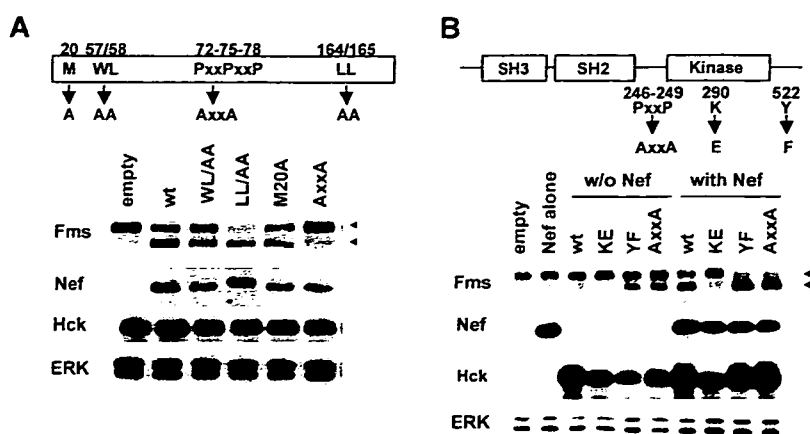 A
20 57/58 72-75-78 164/165
M WL PxxPxxP LL
A AA AxxA AA
empty
wt
WL/AA
LL/AA
M20A
AxxA
Fms
Nef
Hck
ERK
B
SH3 SH2 Kinase
246-249 290 522
PxxP K Y
AxxA E F
w/o Nef with Nef
empty
Nef alone
wt
KE
YF
AxxA
wt
KE
YF
AxxA
Fms
Nef
Hck
ERK